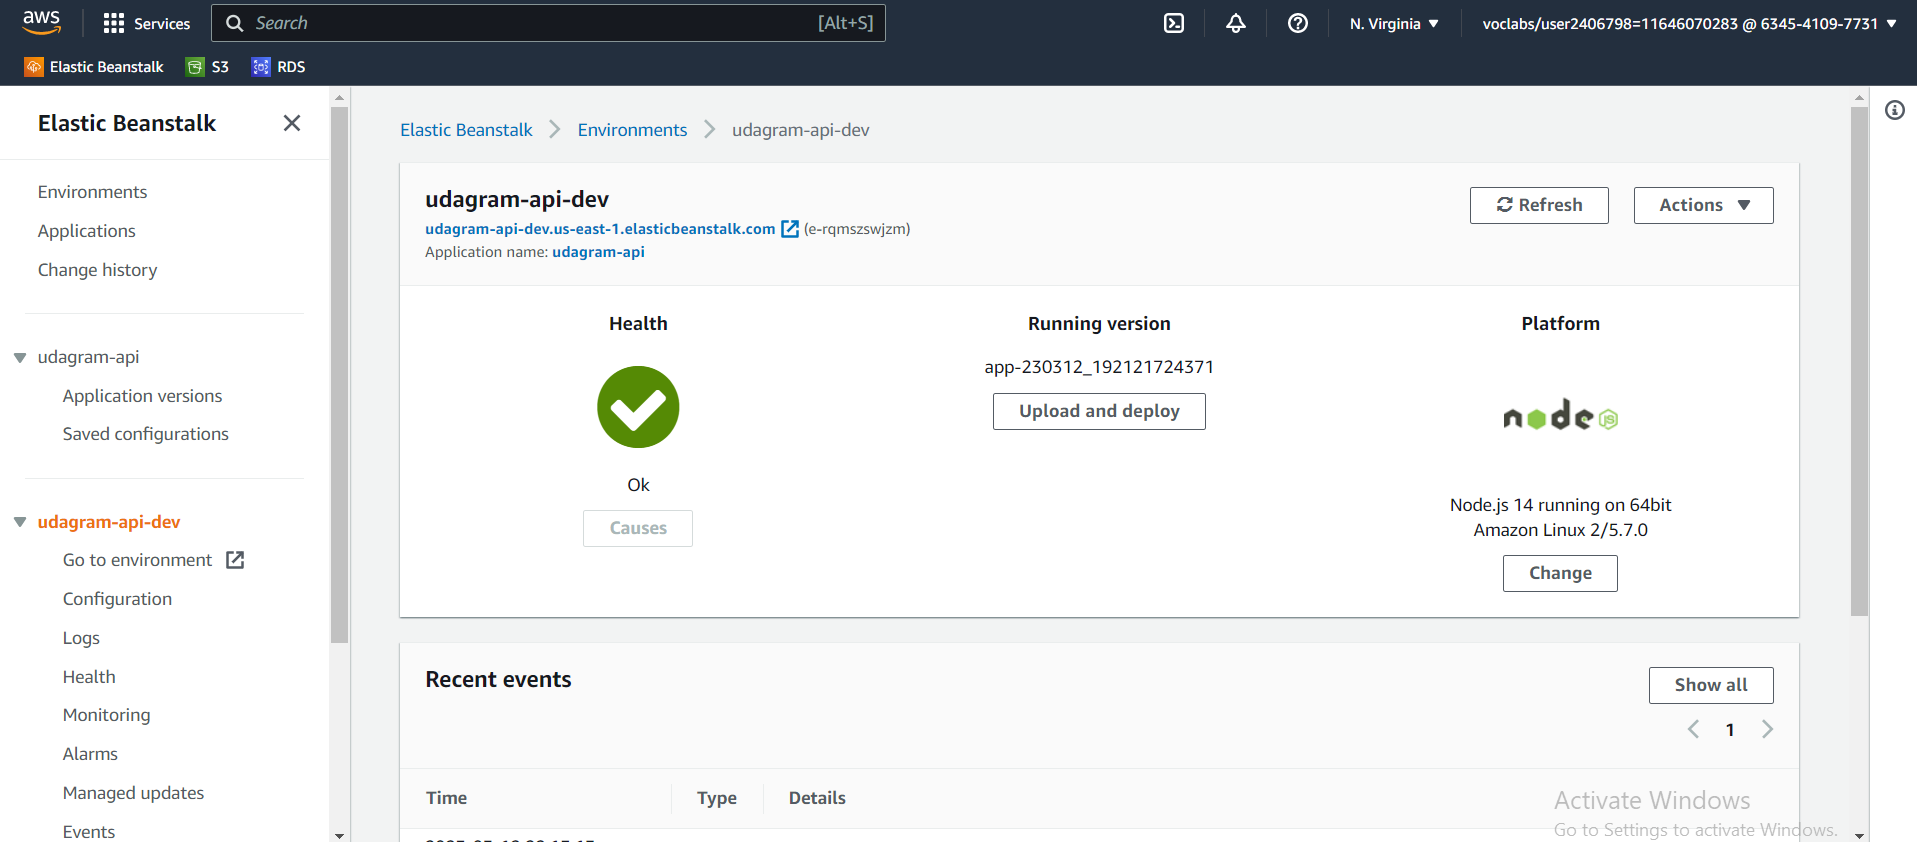 aws
Services
Search [Alt+S]
N. Virginia
voclabs/user2406798=11646070283 @ 6345-4109-7731
Elastic Beanstalk S3 RDS
Elastic Beanstalk
Environments
Applications
Change history
udagram-api
Application versions
Saved configurations
udagram-api-dev
Go to environment
Configuration
Logs
Health
Monitoring
Alarms
Managed updates
Events
Elastic Beanstalk Environments udagram-api-dev
udagram-api-dev
udagram-api-dev.us-east-1.elasticbeanstalk.com (e-rqmszswjzm)
Application name: udagram-api
Refresh
Actions
Health
Ok
Causes
Running version
app-230312_192121724371
Upload and deploy
Platform
node JS
Node.js 14 running on 64bit
Amazon Linux 2/5.7.0
Change
Recent events
Show all
1
Time Type Details
Activate Windows
Go to Settings to activate Windows.